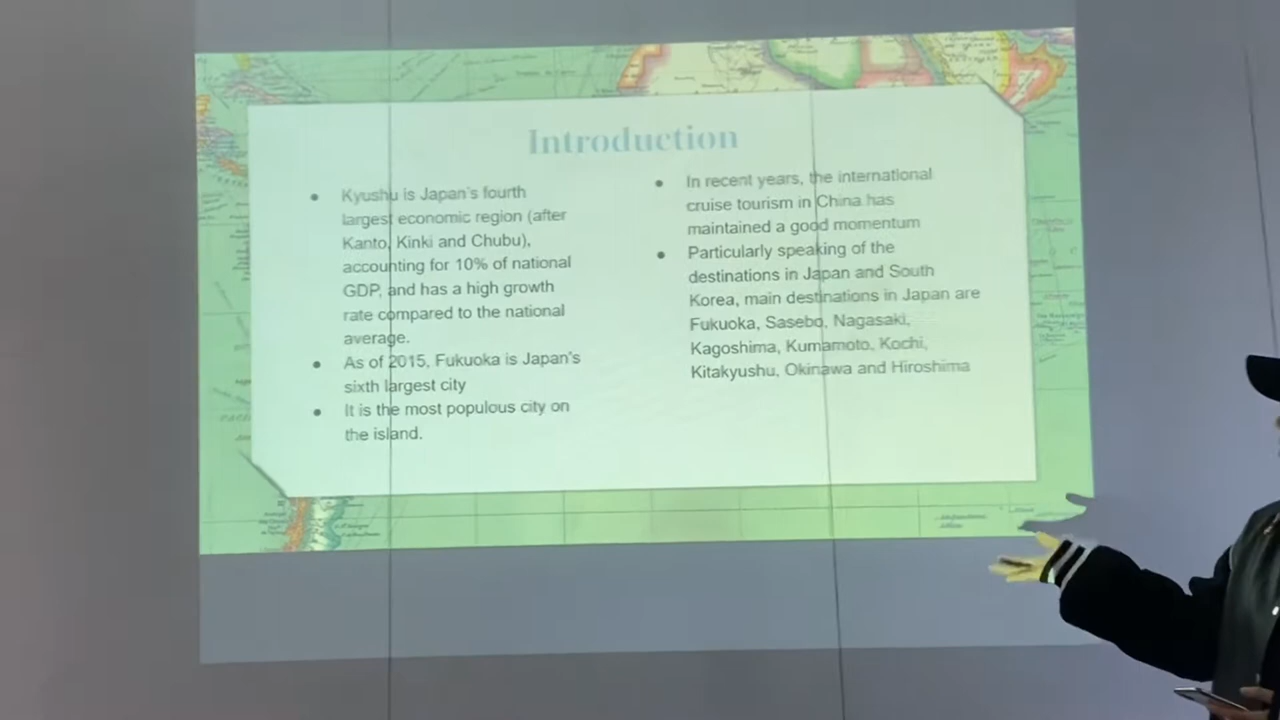 Introduction
● Kyushu is Japan's fourth
largest economic region (after
Kanto, Kinki and Chubu),
accounting for 10% of national
GDP, and has a high growth
rate compared to the national
average.
● As of 2015, Fukuoka is Japan's
sixth largest city
● It is the most populous city on
the island.
● In recent years, the international
cruise tourism in China has
maintained a good momentum
● Particularly speaking of the
destinations in Japan and South
Korea, main destinations in Japan are
Fukuoka, Sasebo, Nagasaki,
Kagoshima, Kumamoto, Kochi,
Kitakyushu, Okinawa and Hiroshima